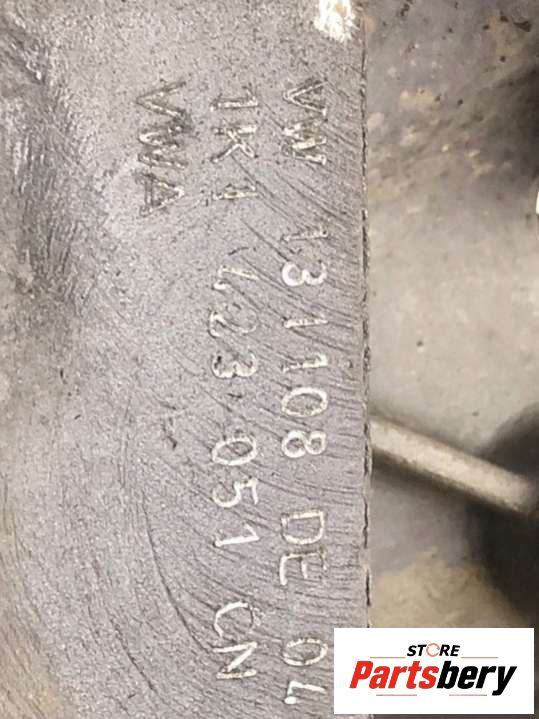 VW 131108 DE 04
1K1 423 051 CN
VWA
STORE
Partsbery